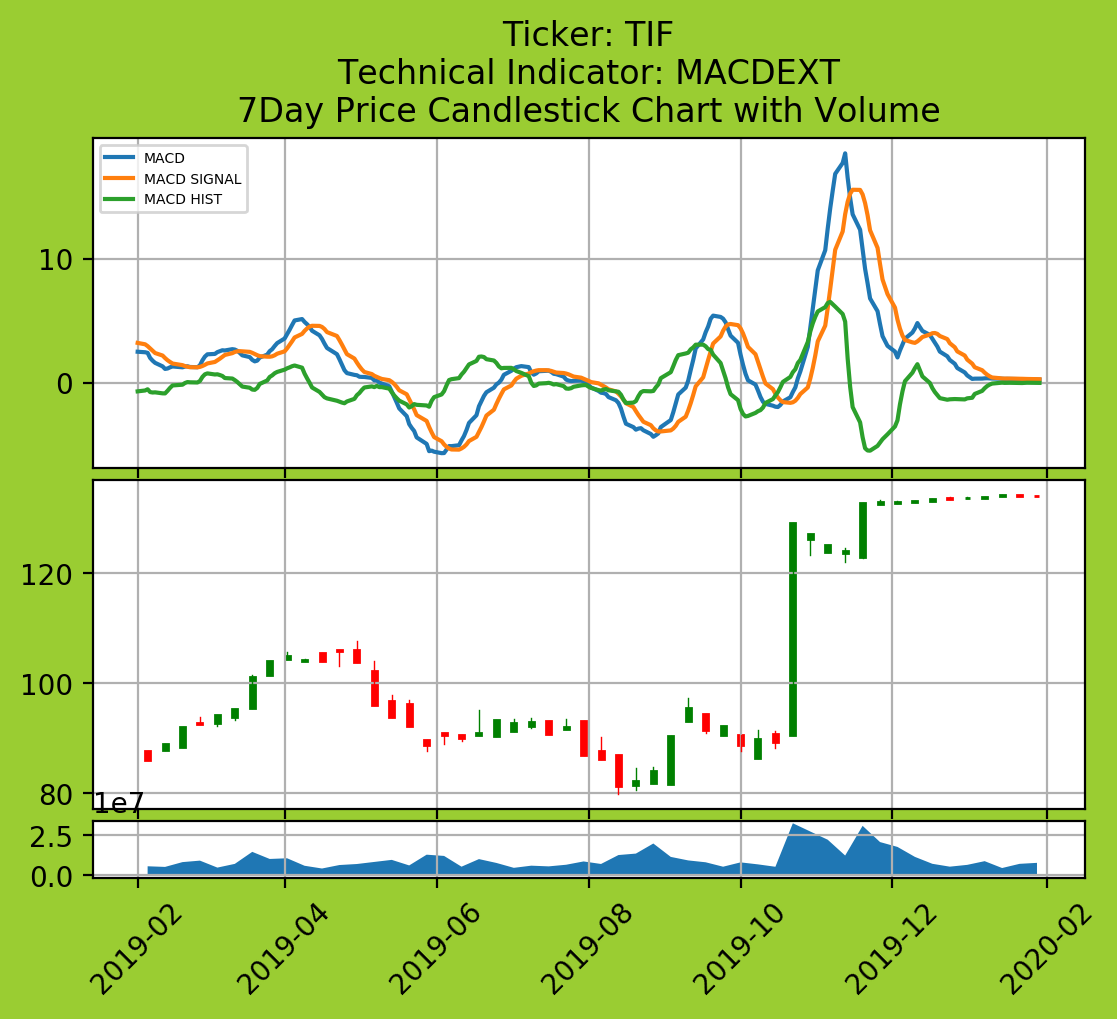 Ticker: TIF
Technical Indicator: MACDEXT
7Day Price Candlestick Chart with Volume
MACD
MACD SIGNAL
MACD HIST
10
0
120
100
80
1e7
2.5
0.0
2019-02
2019-04
2019-06
2019-08
2019-10
2019-12
2020-02